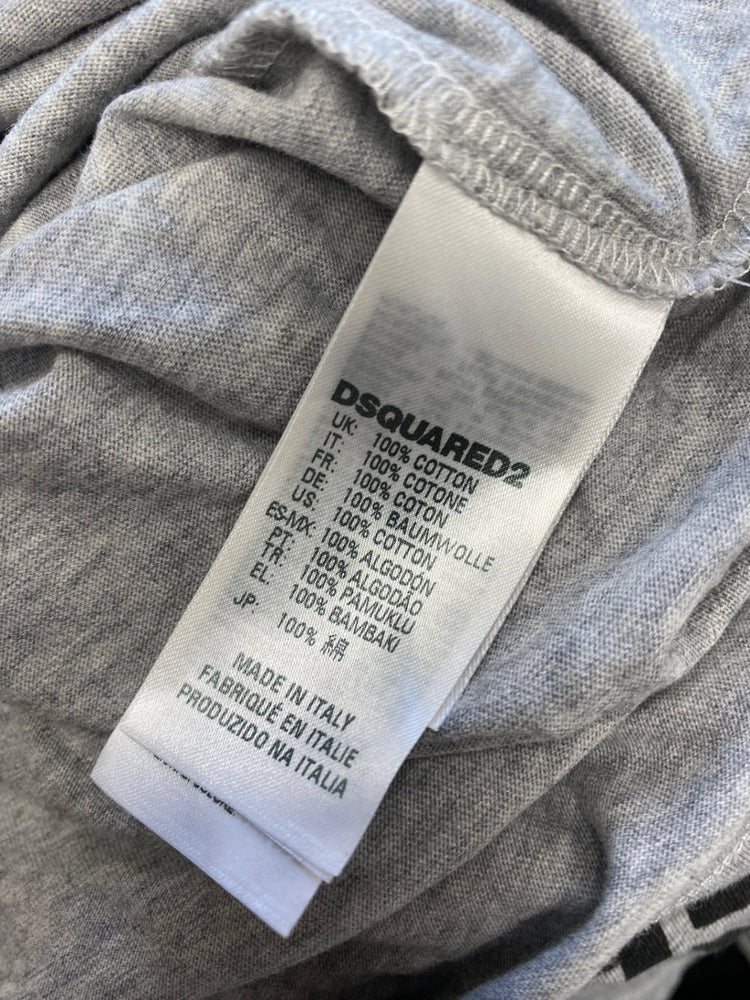 DSQUARED2
UK: 100% COTTON
IT: 100% COTONE
FR: 100% COTON
DE: 100% BAUMWOLLE
US: 100% COTTON
ES-MX: 100% ALGODÓN
PT: 100% ALGODÃO
TR: 100% PAMUKLU
EL: 100% BAMBAKI
JP: 100% 綿
MADE IN ITALY
FABRIQUÉ EN ITALIE
PRODUZIDO NA ITALIA